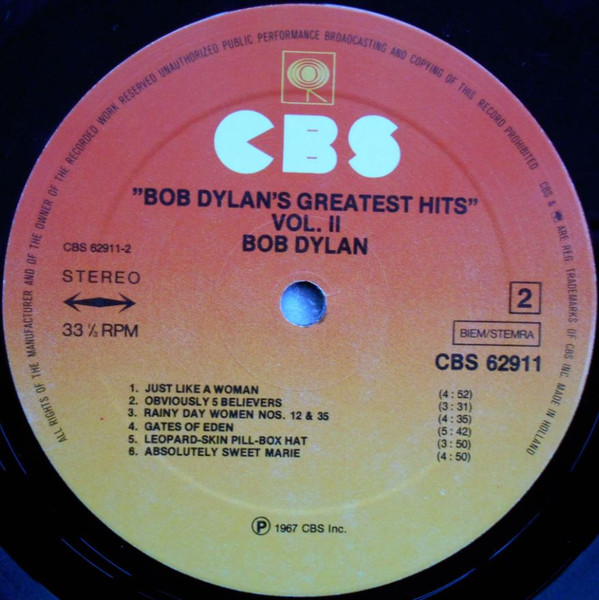 ALL RIGHTS OF THE MANUFACTURER AND OF THE OWNER OF THE RECORDED WORK RESERVED UNAUTHORIZED PUBLIC PERFORMANCE BROADCASTING AND COPYING OF THIS RECORD PROHIBITED
CBS & ARE REG. TRADEMARKS OF CBS INC. MADE IN HOLLAND
CBS
"BOB DYLAN'S GREATEST HITS"
VOL. II
BOB DYLAN
CBS 62911-2
STEREO
33 ⅓ RPM
2
BIEM/STEMRA
CBS 62911
1. JUST LIKE A WOMAN (4 : 52)
2. OBVIOUSLY 5 BELIEVERS (3 : 31)
3. RAINY DAY WOMEN NOS. 12 & 35 (4 : 35)
4. GATES OF EDEN (5 : 42)
5. LEOPARD-SKIN PILL-BOX HAT (3 : 50)
6. ABSOLUTELY SWEET MARIE (4 : 50)
Ⓟ 1967 CBS Inc.